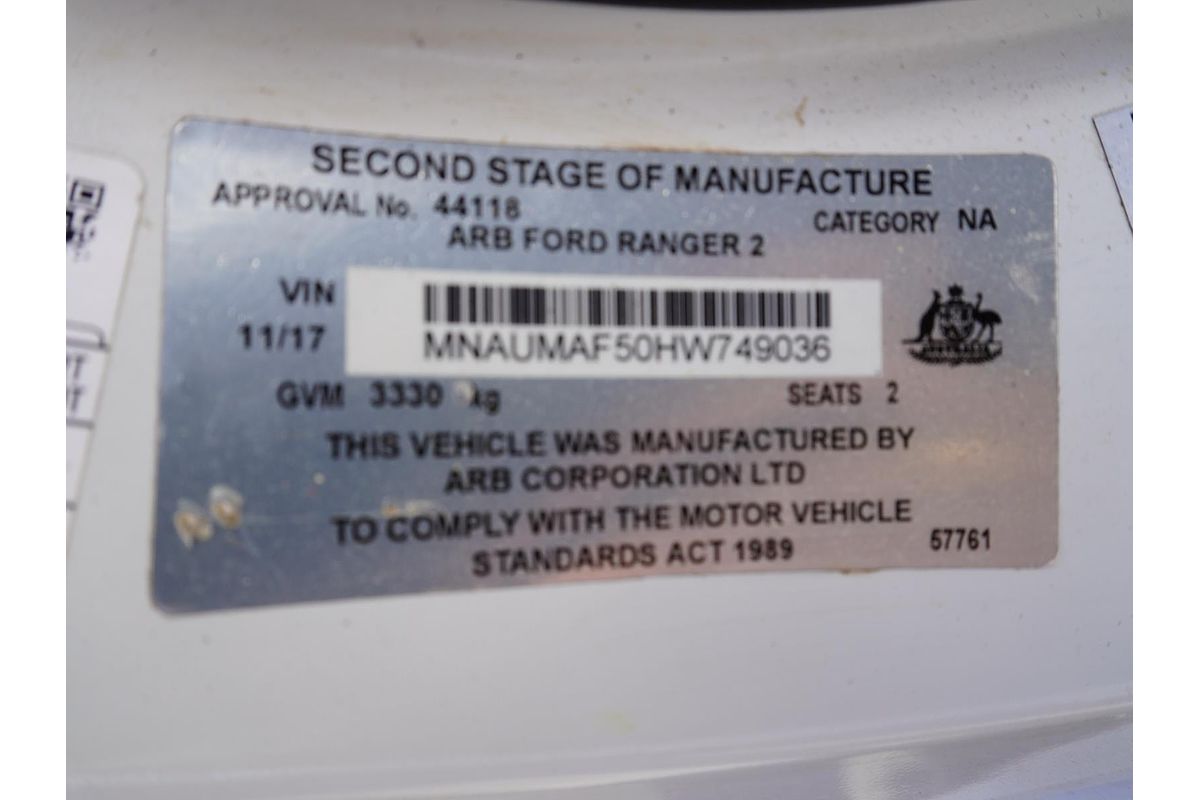 SECOND STAGE OF MANUFACTURE
APPROVAL No. 44118
CATEGORY NA
ARB FORD RANGER 2
VIN
11/17
MNAUMAF50HW749036
GVM 3330 kg
SEATS 2
THIS VEHICLE WAS MANUFACTURED BY
ARB CORPORATION LTD
TO COMPLY WITH THE MOTOR VEHICLE
STANDARDS ACT 1989
57761